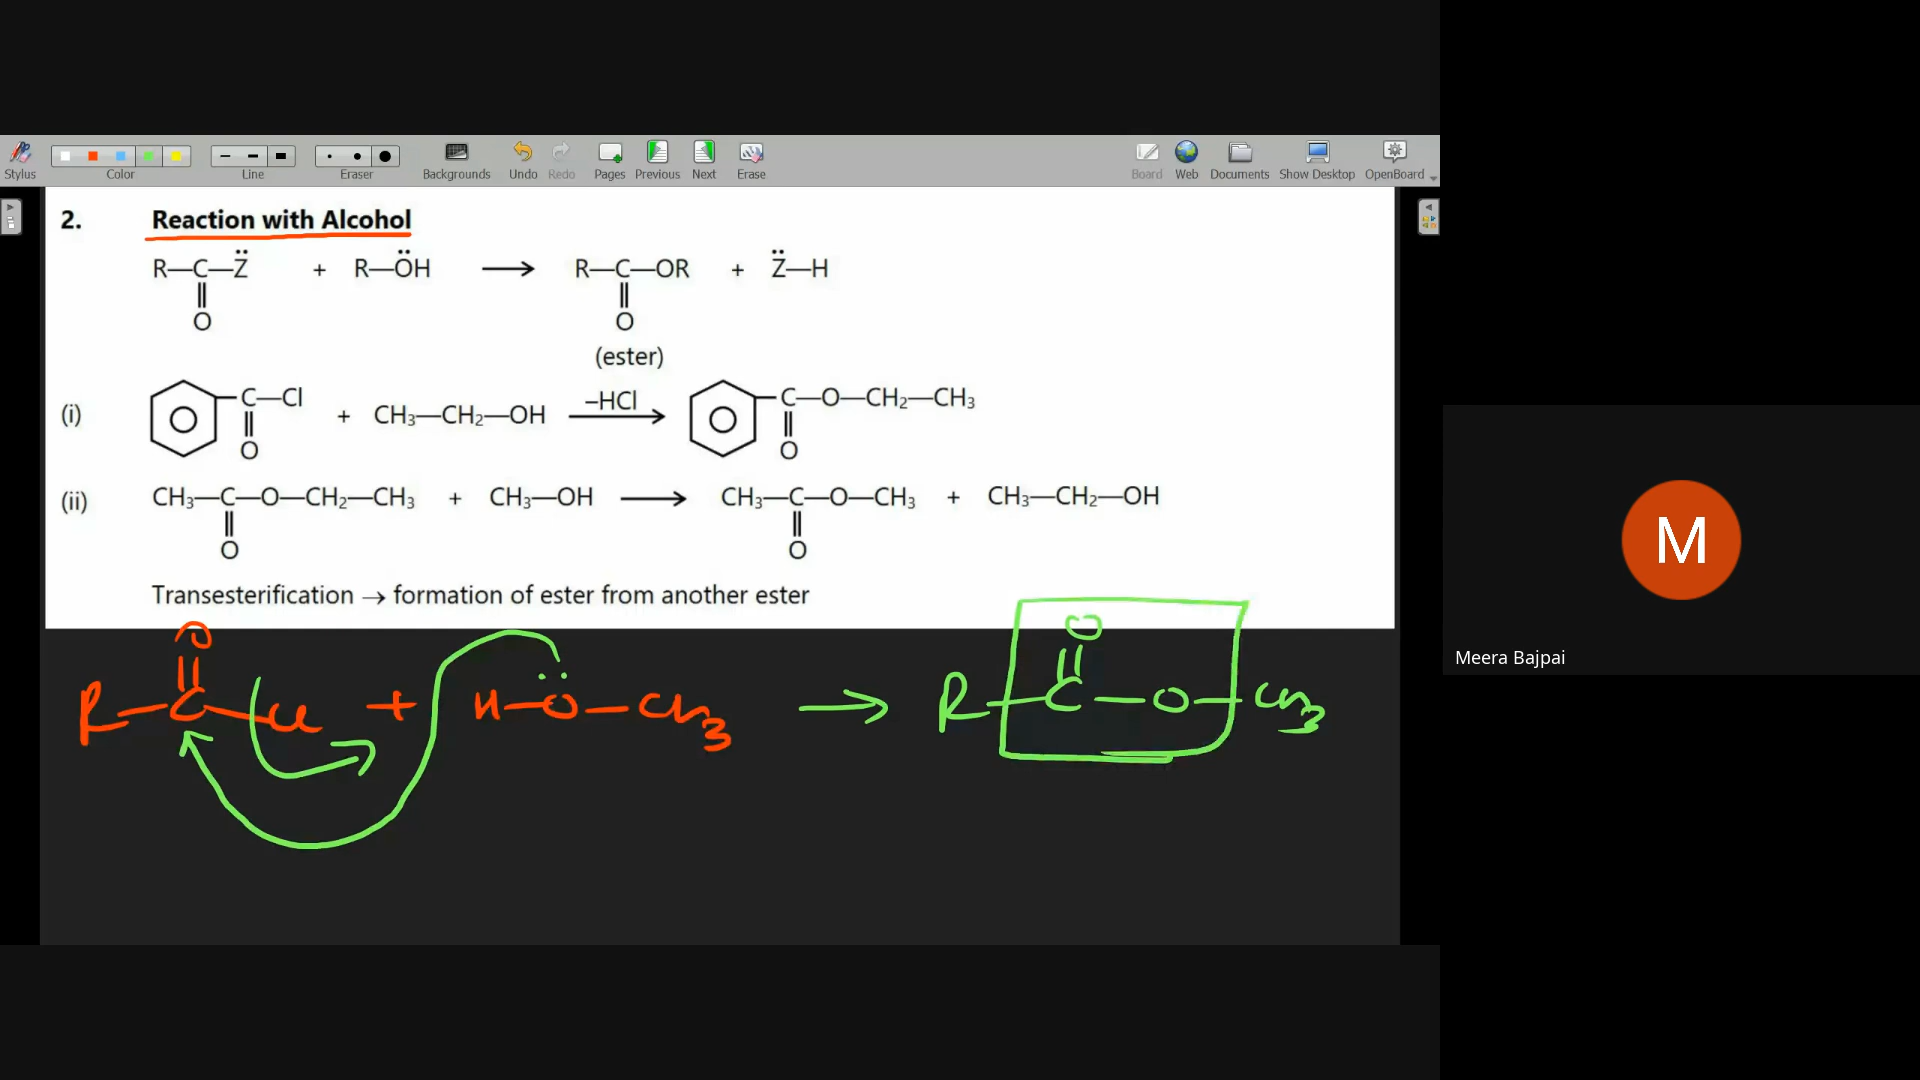 Stylus Color Line Eraser Backgrounds Undo Redo Pages Previous Next Erase Board Web Documents Show Desktop OpenBoard
2. Reaction with Alcohol
R—C—Z̈ + R—ÖH ⟶ R—C—OR + Z̈—H
O O
(ester)
(i) C—Cl + CH₃—CH₂—OH –HCl C—O—CH₂—CH₃
O O
(ii) CH₃—C—O—CH₂—CH₃ + CH₃—OH ⟶ CH₃—C—O—CH₃ + CH₃—CH₂—OH
O O
Transesterification → formation of ester from another ester
O O
R—C—Cl + H—Ö—CH₃ → R—C—O—CH₃
M
Meera Bajpai